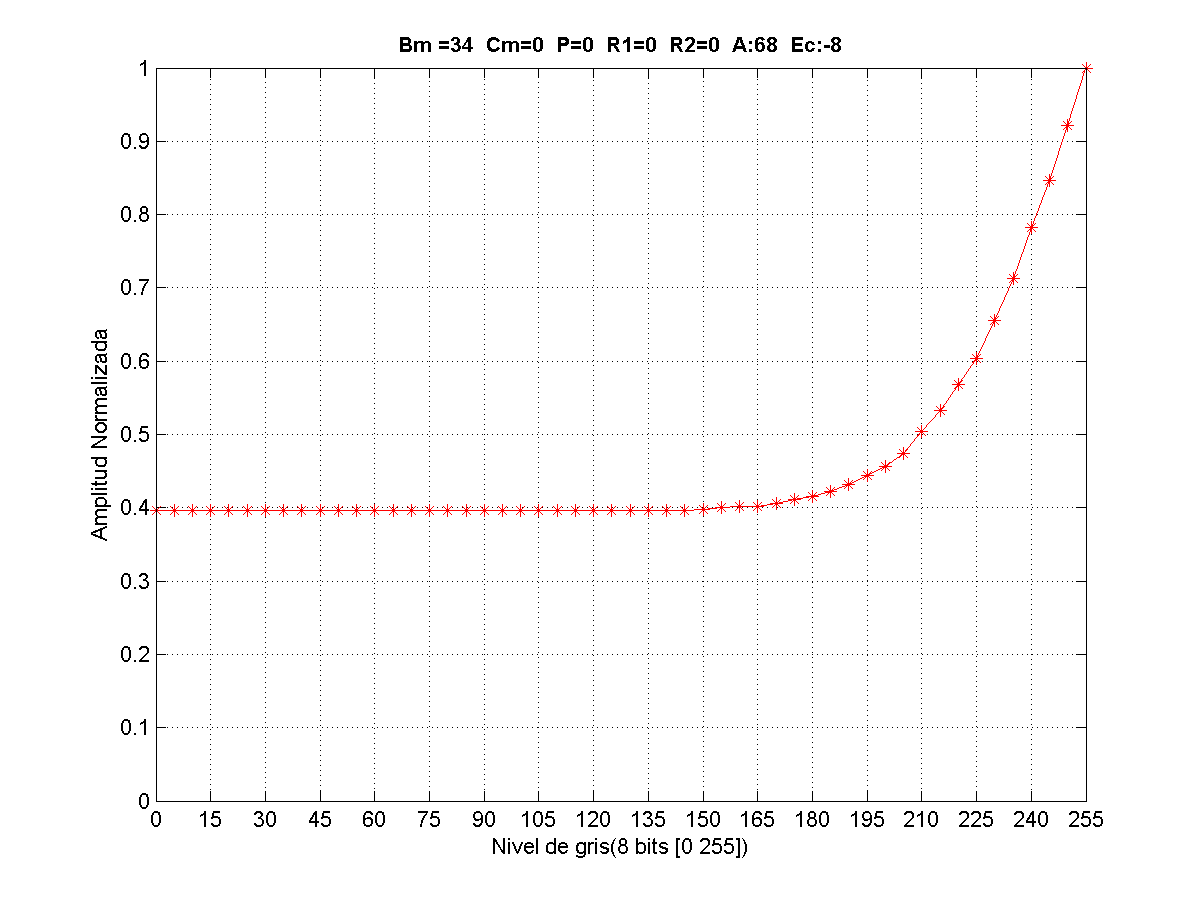 Bm =34 Cm=0 P=0 R1=0 R2=0 A:68 Ec:-8
1
0.9
0.8
0.7
0.6
0.5
0.4
0.3
0.2
0.1
0
Amplitud Normalizada
0 15 30 45 60 75 90 105 120 135 150 165 180 195 210 225 240 255
Nivel de gris(8 bits [0 255])